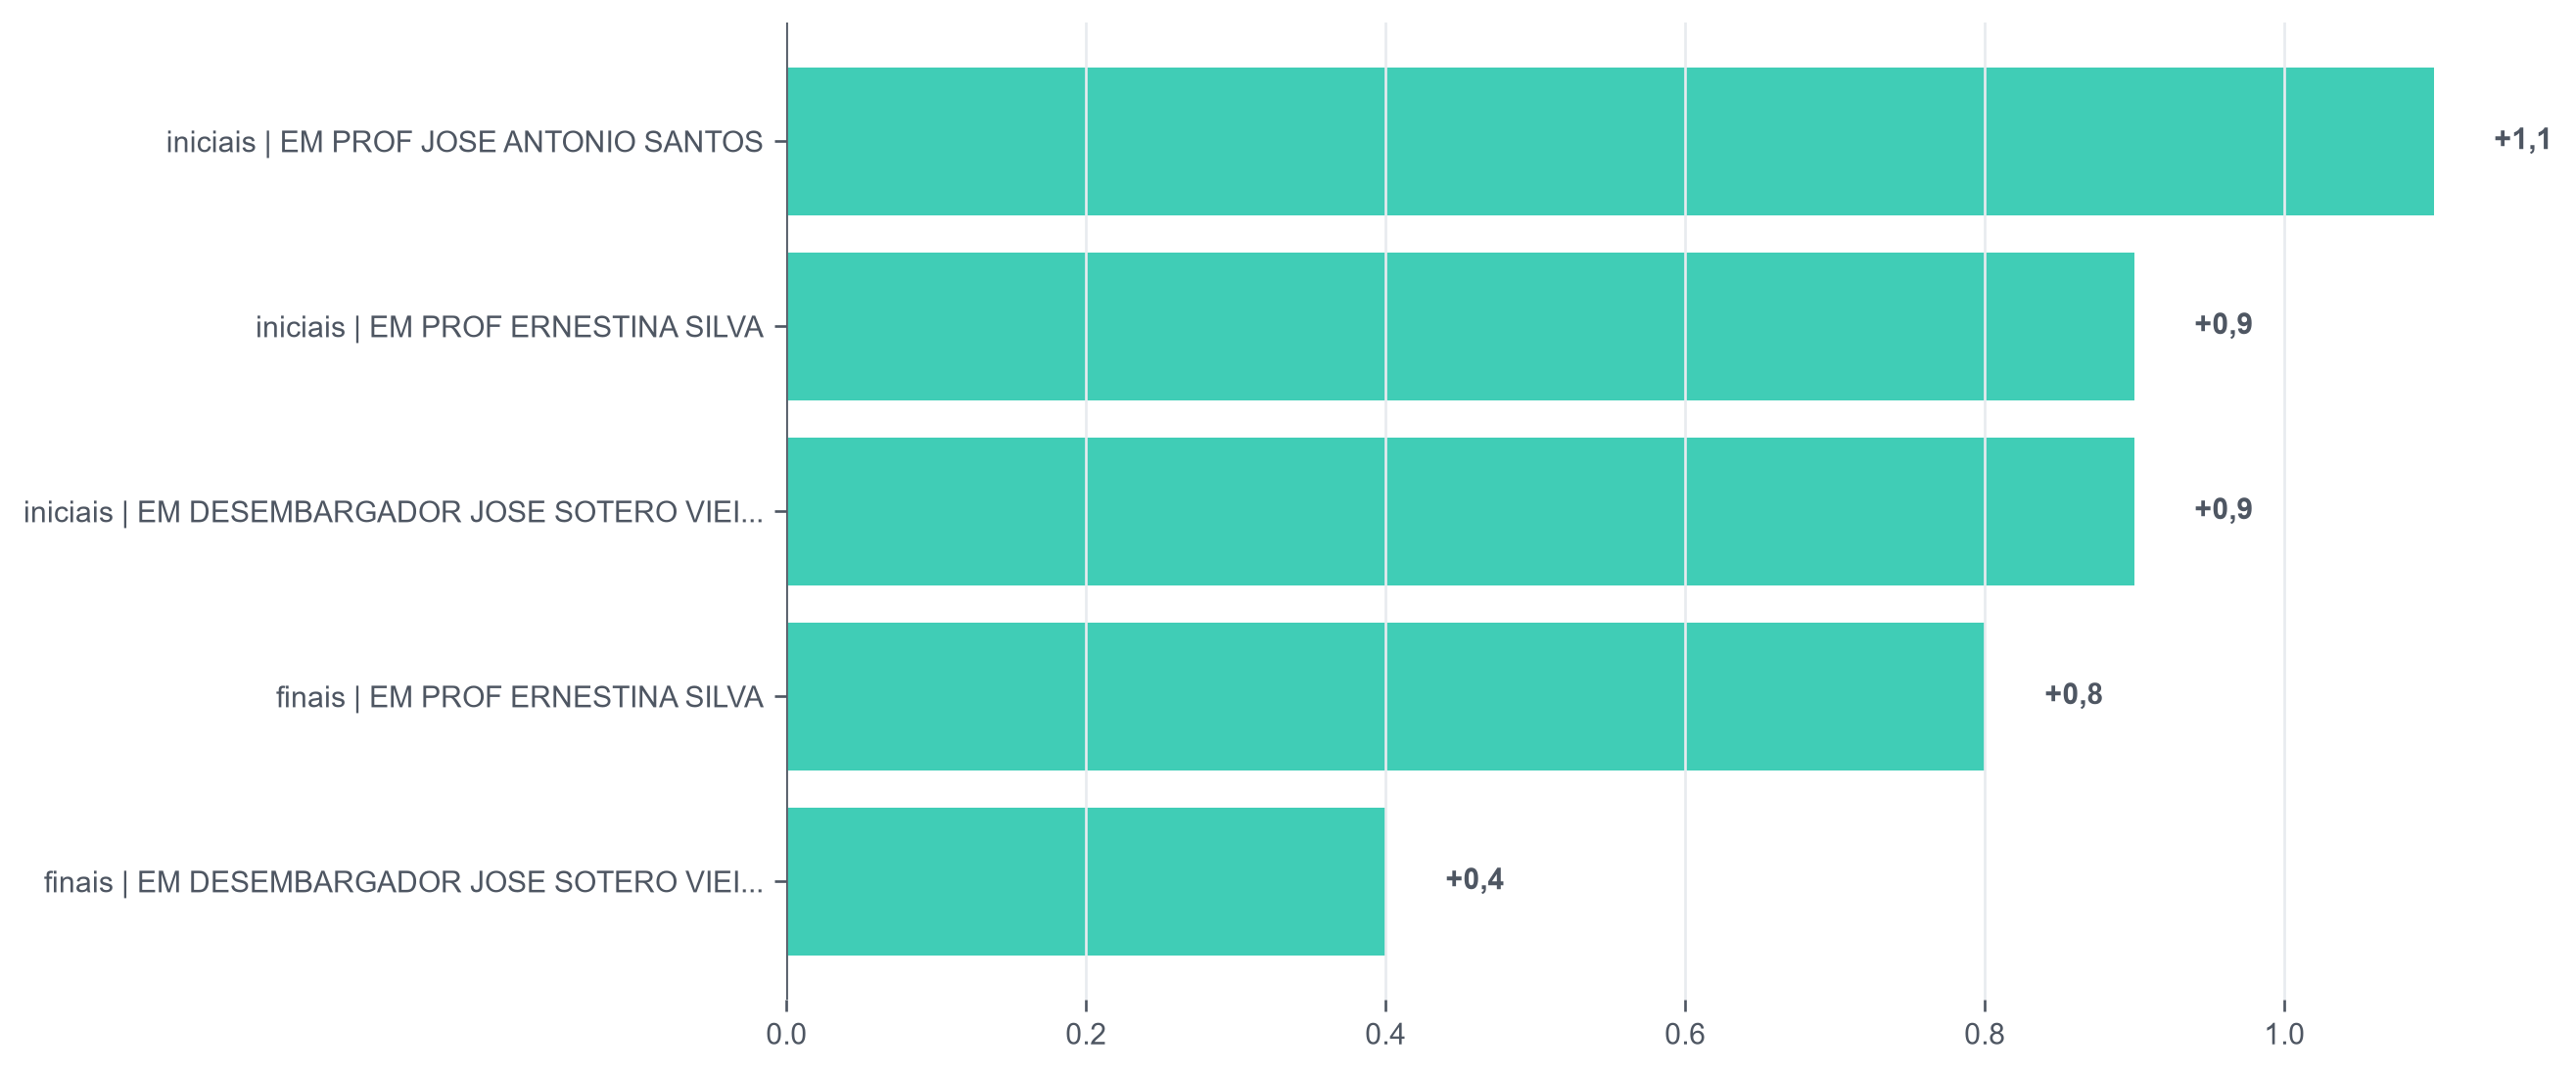 iniciais | EM PROF JOSE ANTONIO SANTOS
+1,1
iniciais | EM PROF ERNESTINA SILVA
+0,9
iniciais | EM DESEMBARGADOR JOSE SOTERO VIEI...
+0,9
finais | EM PROF ERNESTINA SILVA
+0,8
finais | EM DESEMBARGADOR JOSE SOTERO VIEI...
+0,4
0.0 0.2 0.4 0.6 0.8 1.0